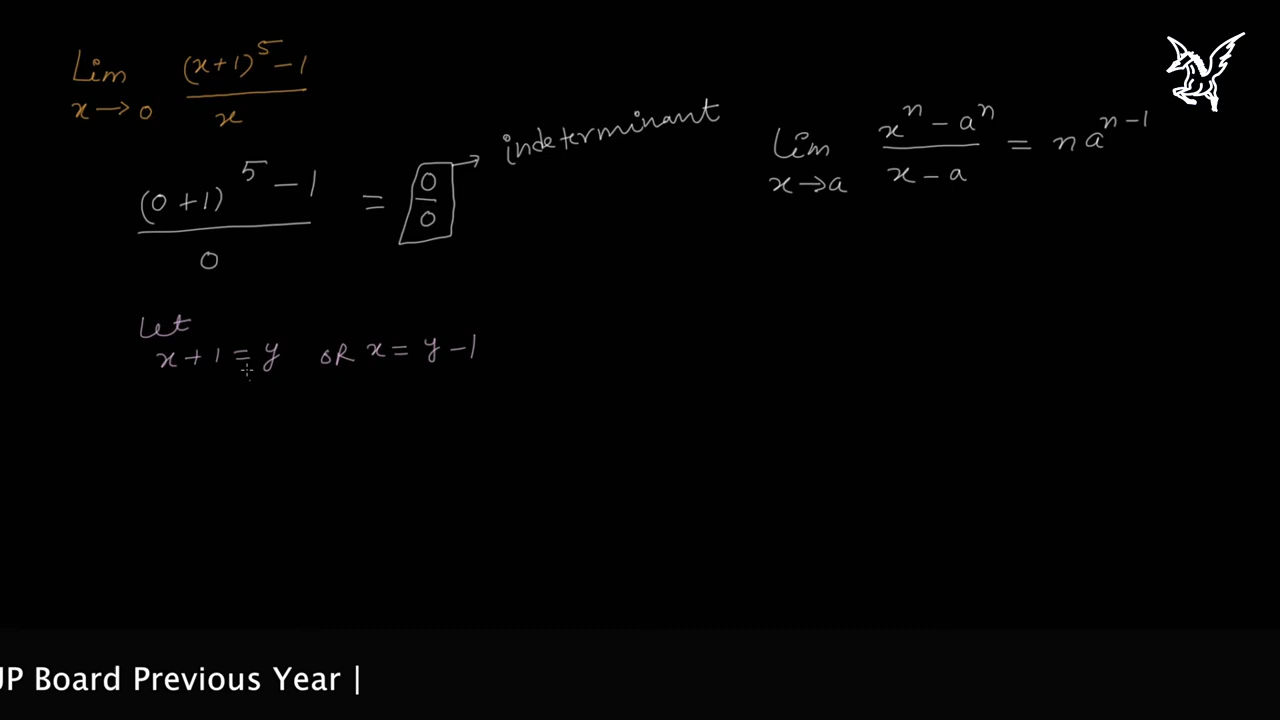 Lim x→0 (x+1)^5 – 1 / x
(0+1)^5 – 1 / 0 = 0/0 → indeterminant
Lim x→a x^n – a^n / x – a = n a^n–1
Let
x + 1 = y OR x = y – 1
UP Board Previous Year |